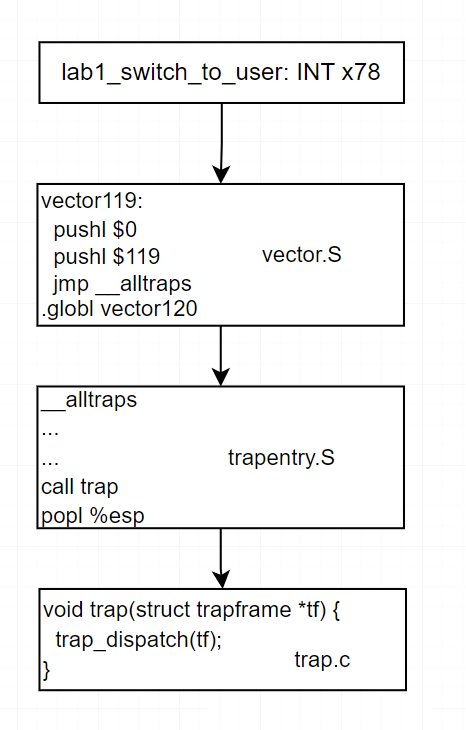 lab1_switch_to_user: INT x78
vector119:
pushl $0
pushl $119
vector.S
jmp __alltraps
.globl vector120
__alltraps
...
...
trapentry.S
call trap
popl %esp
void trap(struct trapframe *tf) {
trap_dispatch(tf);
}
trap.c